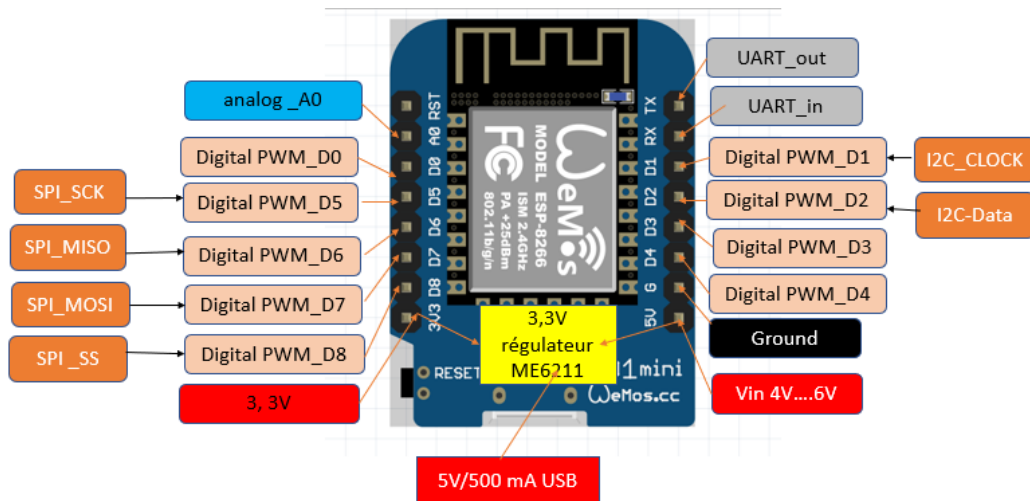 UART_out
analog _A0
UART_in
Digital PWM_D0
Digital PWM_D1
I2C_CLOCK
SPI_SCK
Digital PWM_D5
Digital PWM_D2
I2C-Data
SPI_MISO
Digital PWM_D6
Digital PWM_D3
SPI_MOSI
Digital PWM_D7
Digital PWM_D4
SPI _SS
Digital PWM_D8
Ground
3, 3V
Vin 4V....6V
5V/500 mA USB
3,3V
régulateur
ME6211
RST
A0
D0
D5
D6
D7
D8
3V3
TX
RX
D1
D2
D3
D4
G
5V
WeMos
FC
MODEL ESP-8266
ISM 2.4GHz
PA +25dBm
802.11b/g/n
RESET
1 mini
WeMos.cc